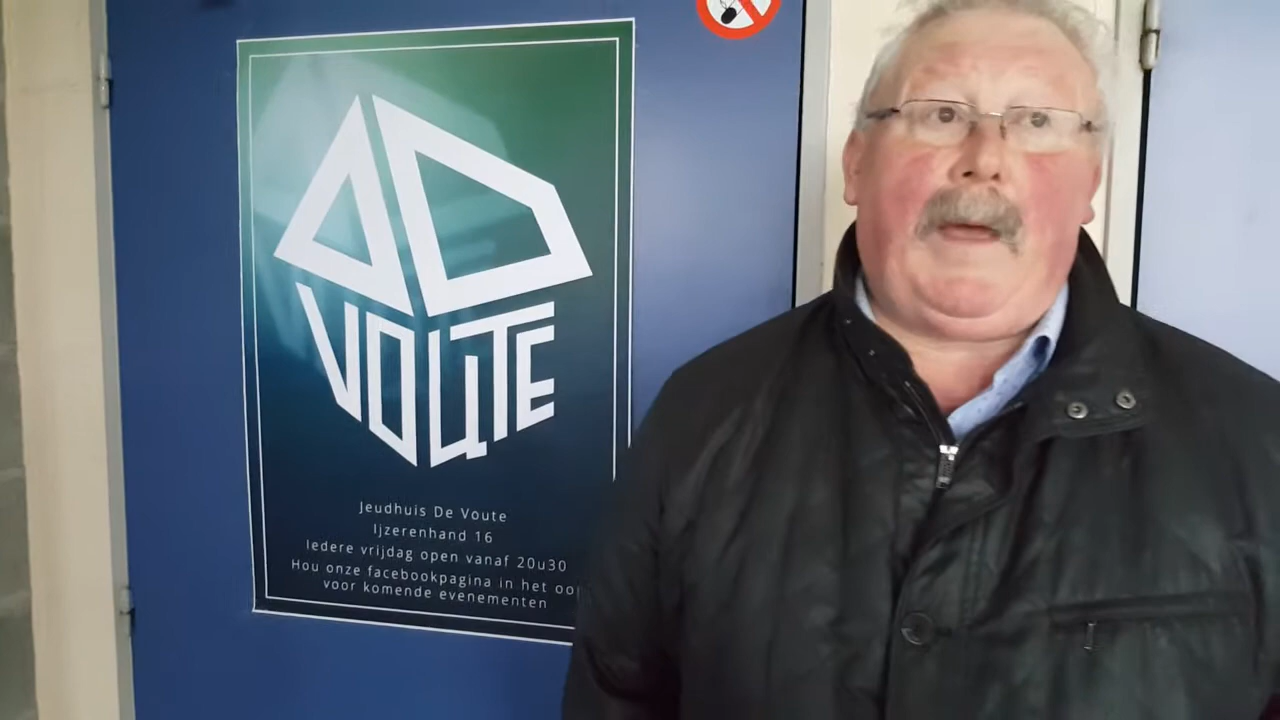 VOUTE
Jeudhuis De Voute
Ijzerenhand 16
Iedere vrijdag open vanaf 20u30
Hou onze facebookpagina in het
voor komende evenementen